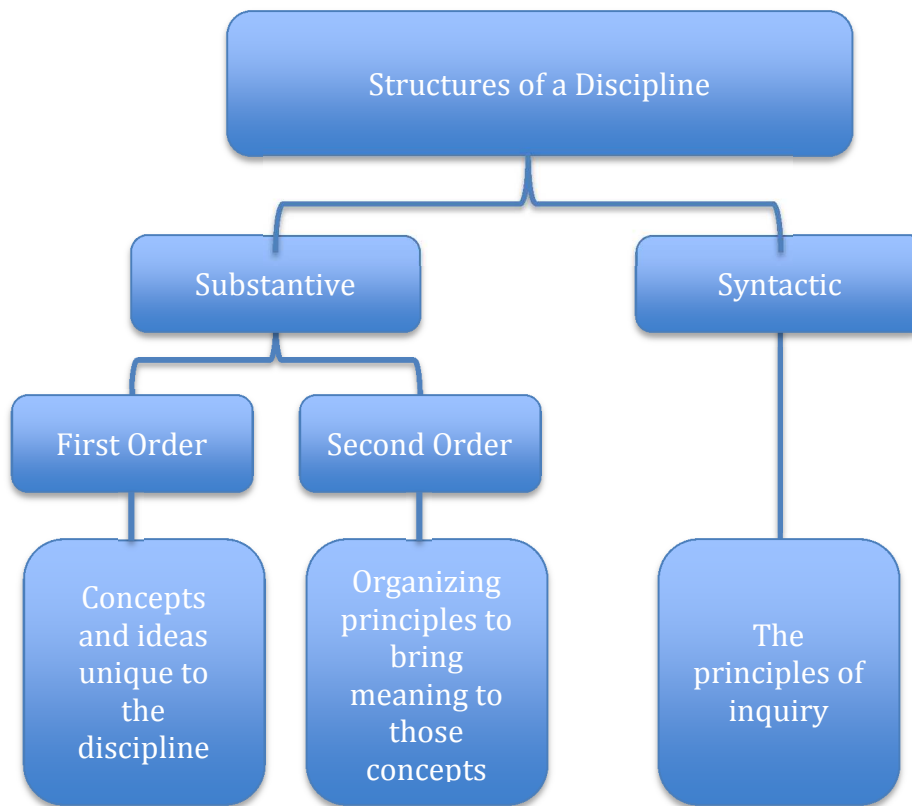 Structures of a Discipline
Substantive
Syntactic
First Order
Second Order
Concepts
and ideas
unique to
the
discipline
Organizing
principles to
bring
meaning to
those
concepts
The
principles of
inquiry